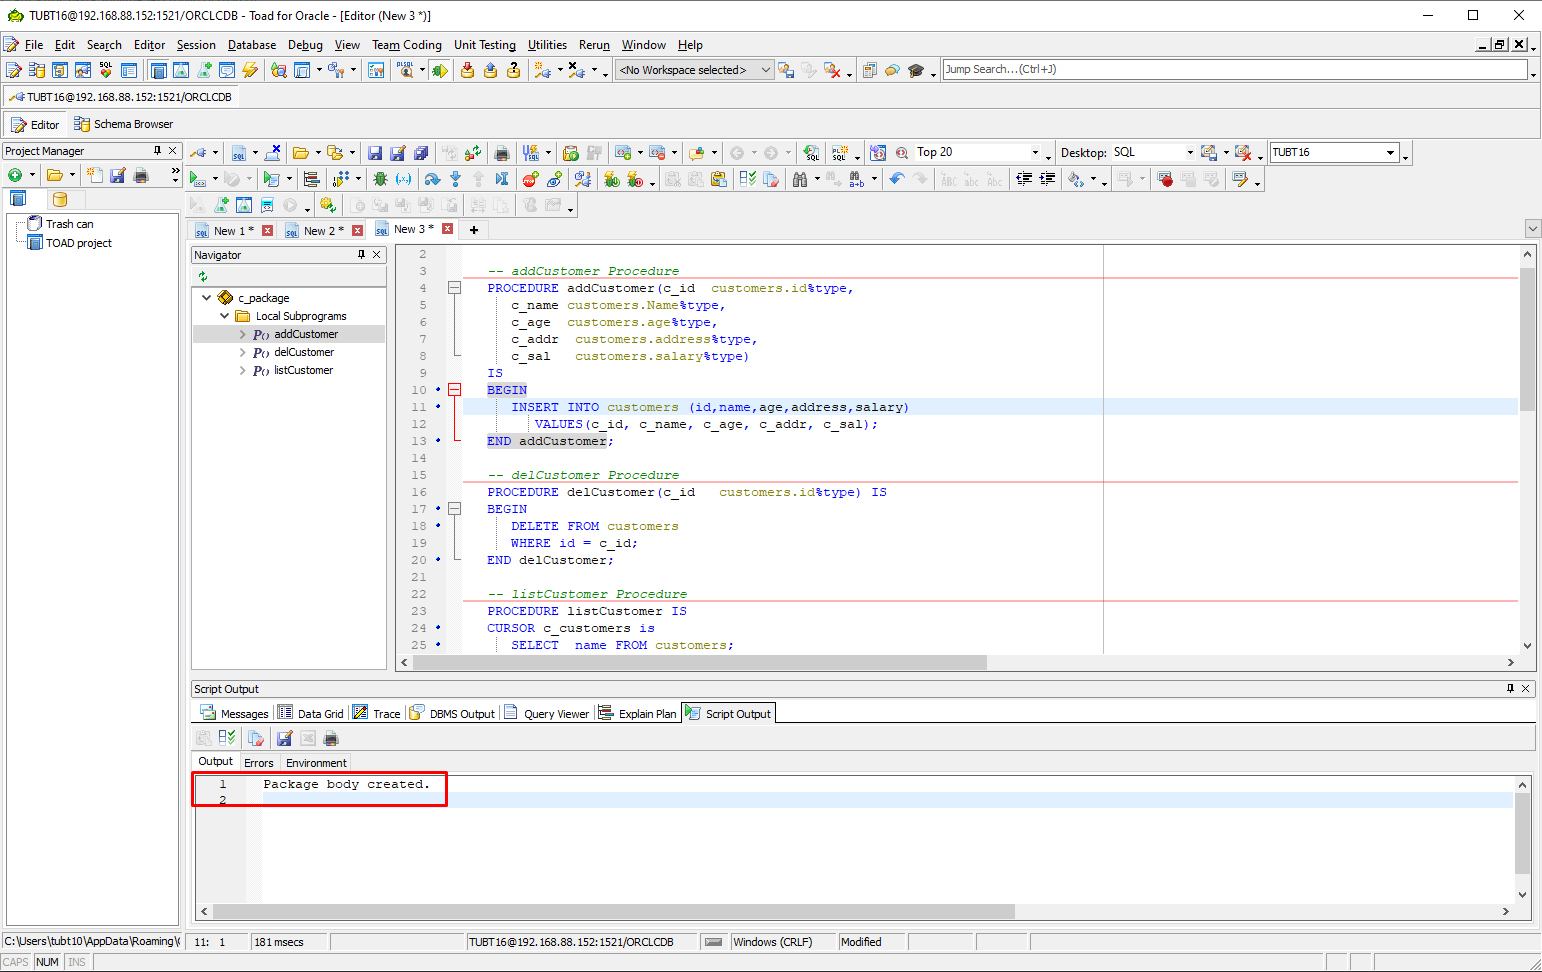 TUBT16@192.168.88.152:1521/ORCLCDB - Toad for Oracle - [Editor (New 3 *)]
File Edit Search Editor Session Database Debug View Team Coding Unit Testing Utilities Rerun Window Help
<No Workspace selected> Jump Search...(Ctrl+J)
TUBT16@192.168.88.152:1521/ORCLCDB
Editor Schema Browser
Project Manager
Top 20 Desktop: SQL TUBT16
Trash can
TOAD project
New 1 * New 2 * New 3 *
Navigator
c_package
Local Subprograms
addCustomer
delCustomer
listCustomer
2
3 -- addCustomer Procedure
4 PROCEDURE addCustomer(c_id  customers.id%type,
5 c_name customers.Name%type,
6 c_age  customers.age%type,
7 c_addr  customers.address%type,
8 c_sal   customers.salary%type)
9 IS
10 BEGIN
11 INSERT INTO customers (id,name,age,address,salary)
12 VALUES(c_id, c_name, c_age, c_addr, c_sal);
13 END addCustomer;
14
15 -- delCustomer Procedure
16 PROCEDURE delCustomer(c_id   customers.id%type) IS
17 BEGIN
18 DELETE FROM customers
19 WHERE id = c_id;
20 END delCustomer;
21
22 -- listCustomer Procedure
23 PROCEDURE listCustomer IS
24 CURSOR c_customers is
25 SELECT  name FROM customers;
Script Output
Messages Data Grid Trace DBMS Output Query Viewer Explain Plan Script Output
Output Errors Environment
1 Package body created.
2
C:\Users\tubt10\AppData\Roaming\ 11: 1 181 msecs TUBT16@192.168.88.152:1521/ORCLCDB Windows (CRLF) Modified
CAPS NUM INS